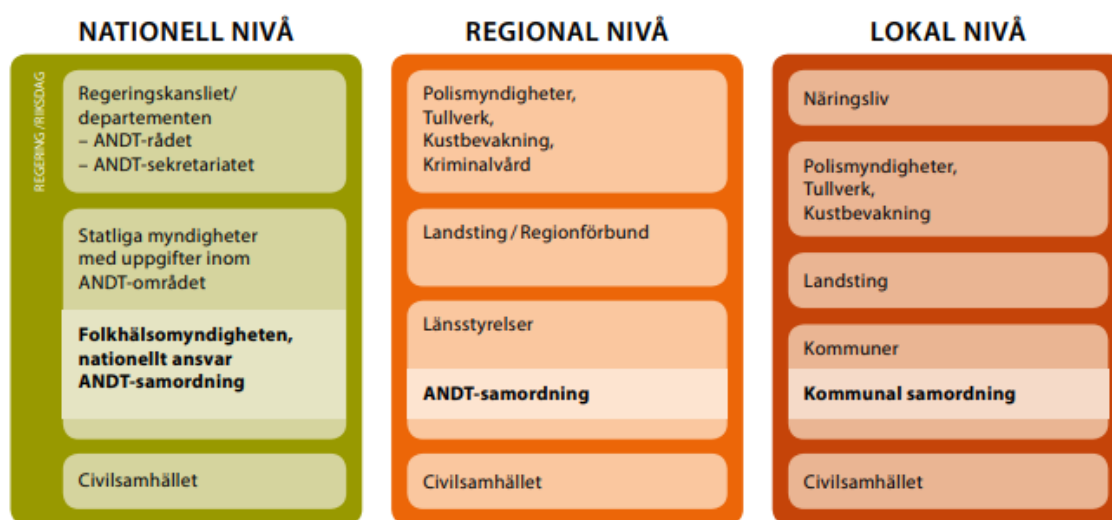 NATIONELL NIVÅ
REGERING /RIKSDAG
Regeringskansliet/
departementen
– ANDT-rådet
– ANDT-sekretariatet
Statliga myndigheter
med uppgifter inom
ANDT-området
Folkhälsomyndigheten,
nationellt ansvar
ANDT-samordning
Civilsamhället
REGIONAL NIVÅ
Polismyndigheter,
Tullverk,
Kustbevakning,
Kriminalvård
Landsting / Regionförbund
Länsstyrelser
ANDT-samordning
Civilsamhället
LOKAL NIVÅ
Näringsliv
Polismyndigheter,
Tullverk,
Kustbevakning
Landsting
Kommuner
Kommunal samordning
Civilsamhället